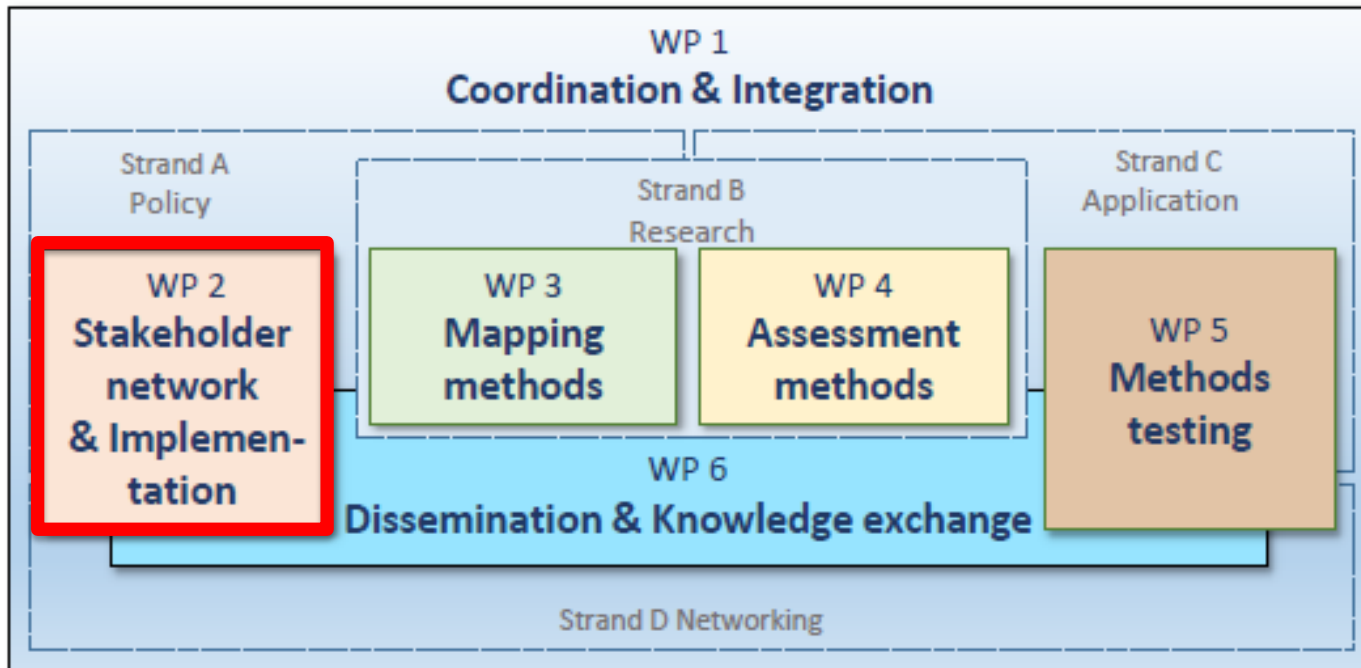 WP 1
Coordination & Integration
Strand A
Policy
Strand B
Research
Strand C
Application
WP 2
Stakeholder
network
& Implemen-
tation
WP 3
Mapping
methods
WP 4
Assessment
methods
WP 5
Methods
testing
WP 6
Dissemination & Knowledge exchange
Strand D Networking